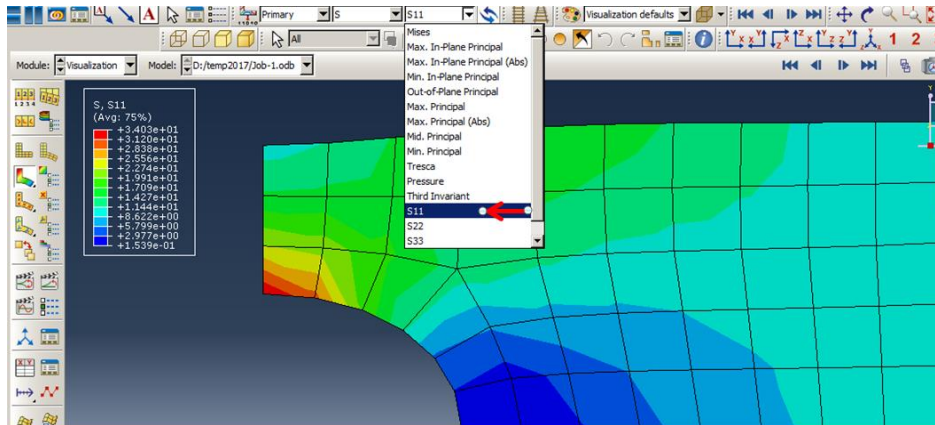 Primary S S11 Visualization defaults
All
1 2
Module: Visualization Model: D:/temp2017/Job-1.odb
Mises
Max. In-Plane Principal
Max. In-Plane Principal (Abs)
Min. In-Plane Principal
Out-of-Plane Principal
Max. Principal
Max. Principal (Abs)
Mid. Principal
Min. Principal
Tresca
Pressure
Third Invariant
S11
S22
S33
S, S11
(Avg: 75%)
+3.403e+01
+3.120e+01
+2.838e+01
+2.556e+01
+2.274e+01
+1.991e+01
+1.709e+01
+1.427e+01
+1.144e+01
+8.622e+00
+5.799e+00
+2.977e+00
+1.539e-01